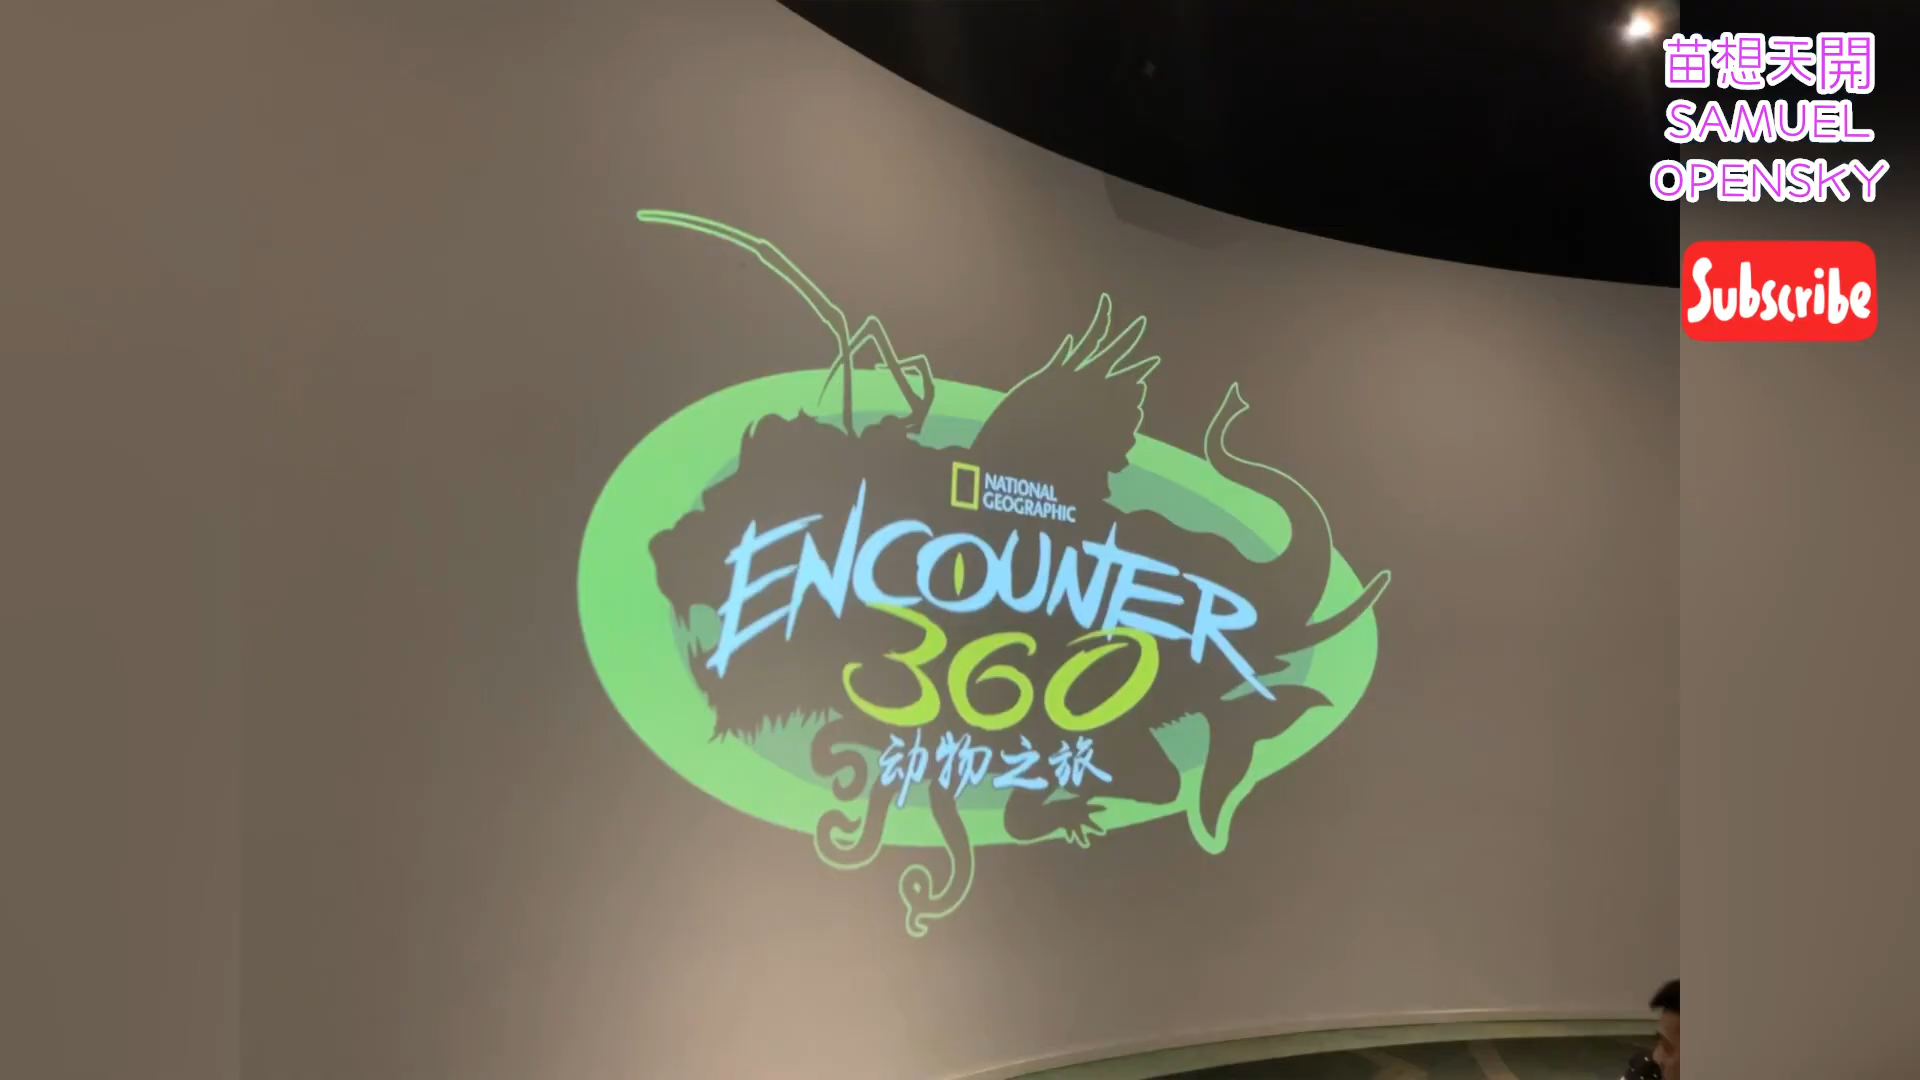 苗想天開
SAMUEL
OPENSKY
Subscribe
NATIONAL
GEOGRAPHIC
ENCOUNTER
360
动物之旅